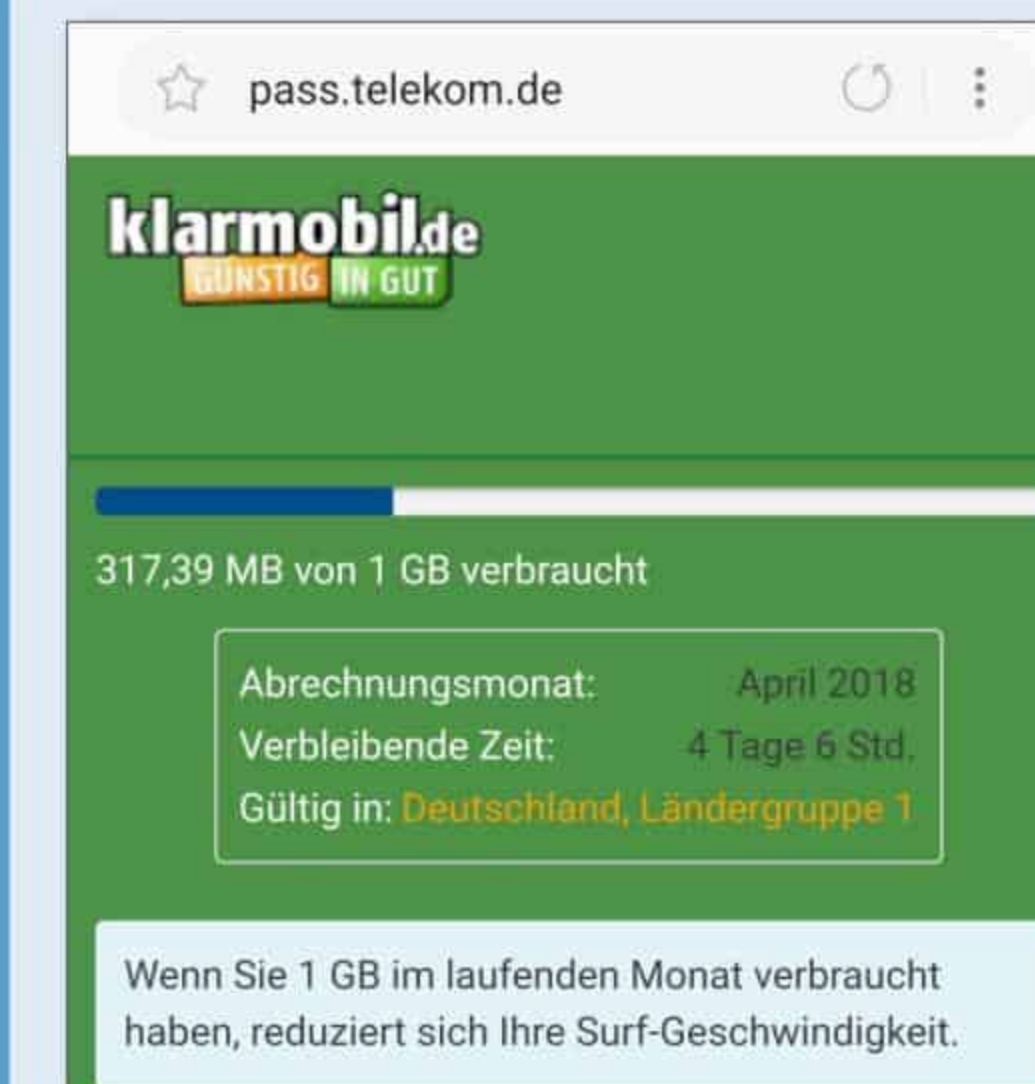 pass.telekom.de
klarmobil.de
GÜNSTIG IN GUT
317,39 MB von 1 GB verbraucht
Abrechnungsmonat: April 2018
Verbleibende Zeit: 4 Tage 6 Std.
Gültig in: Deutschland, Ländergruppe 1
Wenn Sie 1 GB im laufenden Monat verbraucht
haben, reduziert sich Ihre Surf-Geschwindigkeit.